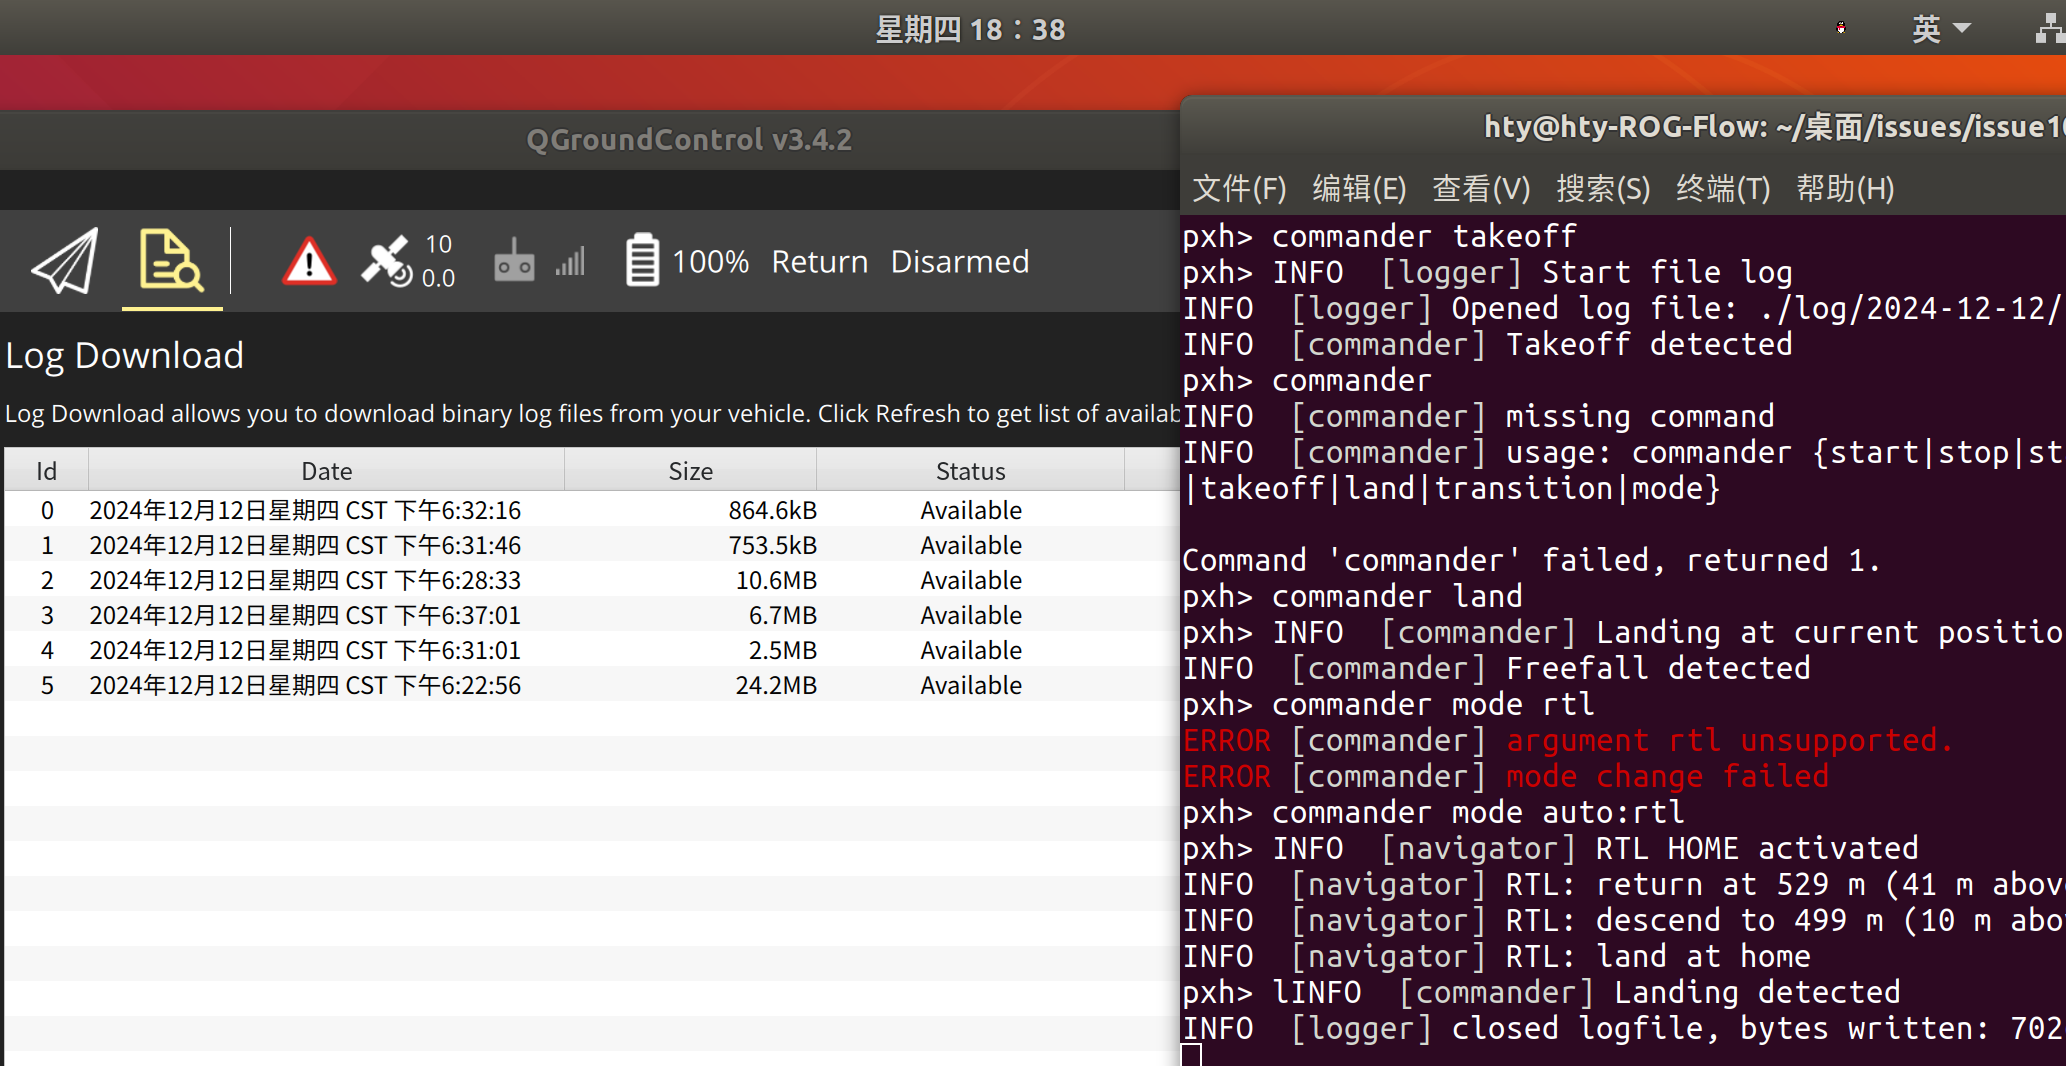 星期四 18：38
英
QGroundControl v3.4.2
10
0.0
100% Return Disarmed
Log Download
Log Download allows you to download binary log files from your vehicle. Click Refresh to get list of availab
Id Date Size Status
0 2024年12月12日星期四 CST 下午6:32:16 864.6kB Available
1 2024年12月12日星期四 CST 下午6:31:46 753.5kB Available
2 2024年12月12日星期四 CST 下午6:28:33 10.6MB Available
3 2024年12月12日星期四 CST 下午6:37:01 6.7MB Available
4 2024年12月12日星期四 CST 下午6:31:01 2.5MB Available
5 2024年12月12日星期四 CST 下午6:22:56 24.2MB Available
hty@hty-ROG-Flow: ~/桌面/issues/issue10
文件(F) 编辑(E) 查看(V) 搜索(S) 终端(T) 帮助(H)
pxh> commander takeoff
pxh> INFO  [logger] Start file log
INFO  [logger] Opened log file: ./log/2024-12-12/
INFO  [commander] Takeoff detected
pxh> commander
INFO  [commander] missing command
INFO  [commander] usage: commander {start|stop|st
|takeoff|land|transition|mode}
Command 'commander' failed, returned 1.
pxh> commander land
pxh> INFO  [commander] Landing at current positio
INFO  [commander] Freefall detected
pxh> commander mode rtl
ERROR [commander] argument rtl unsupported.
ERROR [commander] mode change failed
pxh> commander mode auto:rtl
pxh> INFO  [navigator] RTL HOME activated
INFO  [navigator] RTL: return at 529 m (41 m above
INFO  [navigator] RTL: descend to 499 m (10 m abo
INFO  [navigator] RTL: land at home
pxh> lINFO  [commander] Landing detected
INFO  [logger] closed logfile, bytes written: 702